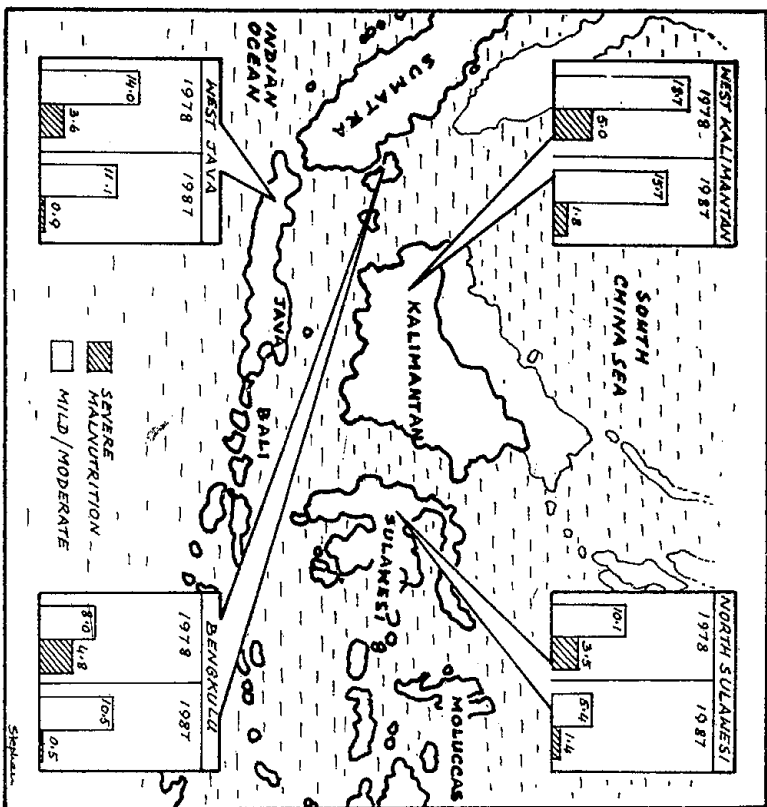 WEST KALIMANTAN
1978- 1987
18.7 5.0 15.7 1.8
NORTH SULAWESI
1978 1987
10.1 3.5 5.4 1.4
SOUTH
CHINA SEA
SUMATRA
KALIMANTAN
SULAWESI
MOLUCCAS
INDIAN
OCEAN
JAVA
BALI
WEST JAVA
1978 1987
14.0 3.6 11.1 0.9
SEVERE
MALNUTRITION
MILD/MODERATE
BENGKULU
1978 1987
8.0 4.8 10.5 0.5